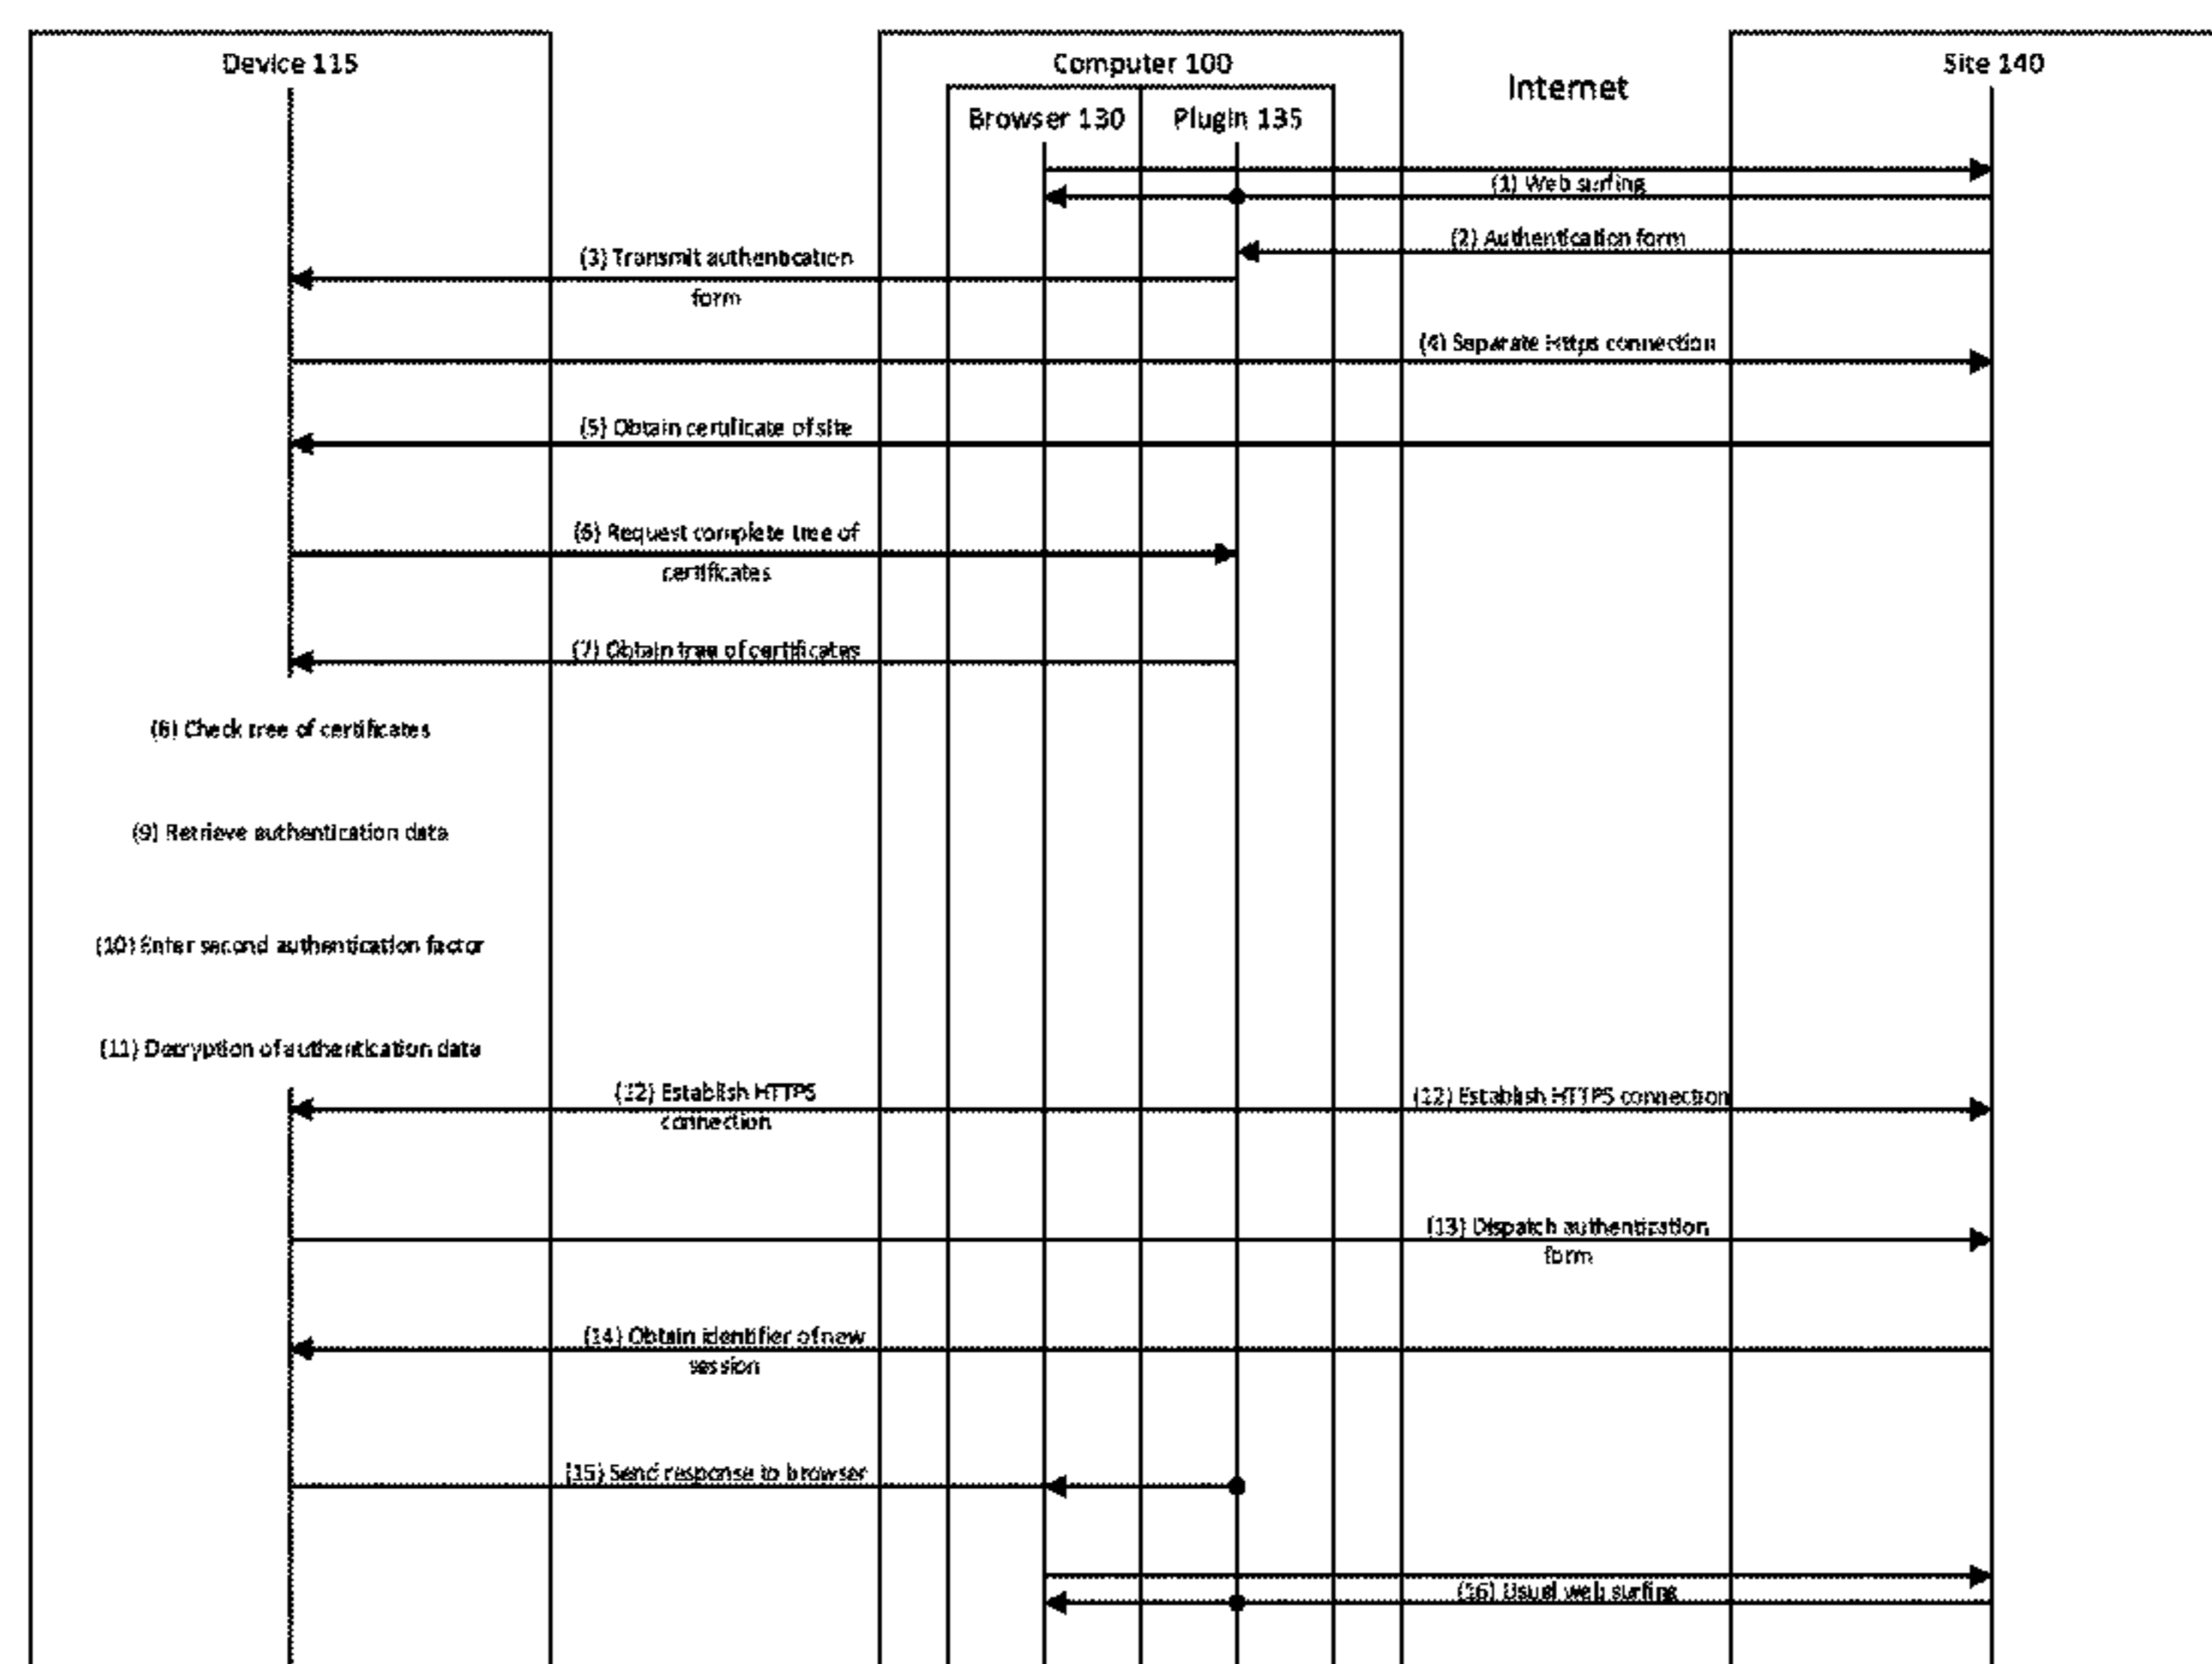 Device 115
Computer 100
Internet
Site 140
Browser 130
Plugin 135
(1) Web surfing
(2) Authentication form
(3) Transmit authentication
form
(4) Separate Https connection
(5) Obtain certificate of site
(6) Request complete tree of
certificates
(7) Obtain tree of certificates
(8) Check tree of certificates
(9) Retrieve authentication data
(10) Enter second authentication factor
(11) Decryption of authentication data
(12) Establish HTTPS
connection
(12) Establish HTTPS connection
(13) Dispatch authentication
form
(14) Obtain identifier of new
session
(15) Send response to browser
(16) Usual web surfing